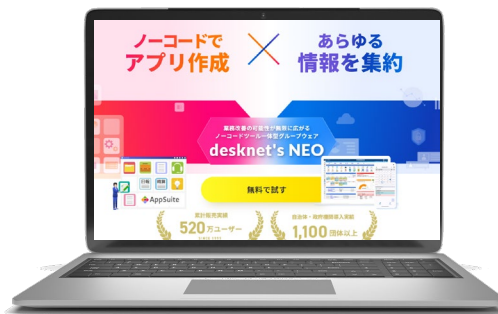 ノーコードで
アプリ作成
あらゆる
情報を集約
業務改善の可能性が無限に広がる
ノーコードツール一体型グループウェア
desknet's NEO
無料で試す
AppSuite
累計販売実績
520万ユーザー
自治体・政府機関導入実績
1,100団体以上